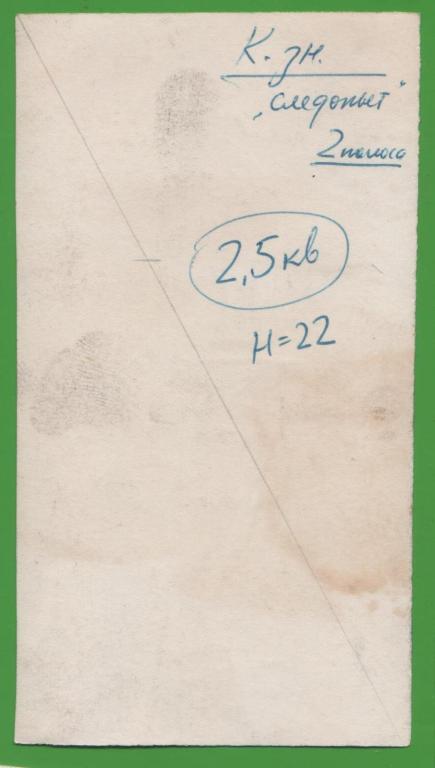 К. зн.
"Следопыт"
2 полоса
2,5 кв
H=22